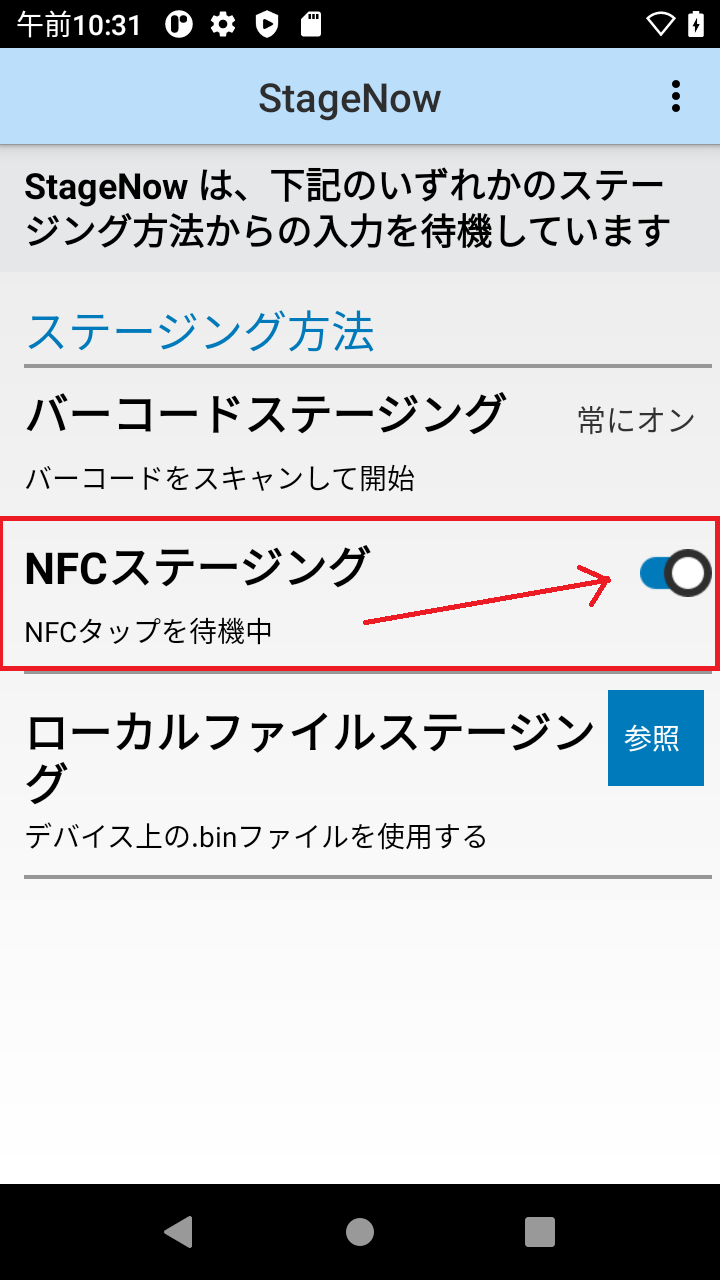 午前10:31
StageNow
StageNow は、下記のいずれかのステー
ジング方法からの入力を待機しています
ステージング方法
バーコードステージング
常にオン
バーコードをスキャンして開始
NFCステージング
NFCタップを待機中
ローカルファイルステージン
グ
参照
デバイス上の.binファイルを使用する